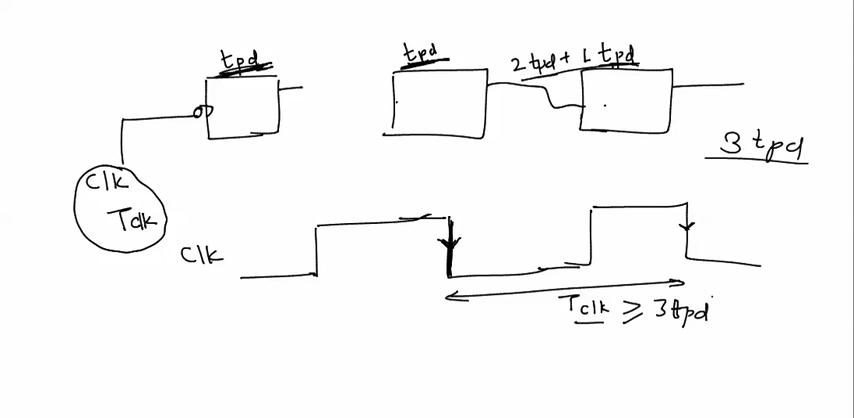 tpd
tpd
2 tpd + 1 tpd
3 tpd
Clk
Tclk
Clk
Tclk ≥ 3tpd